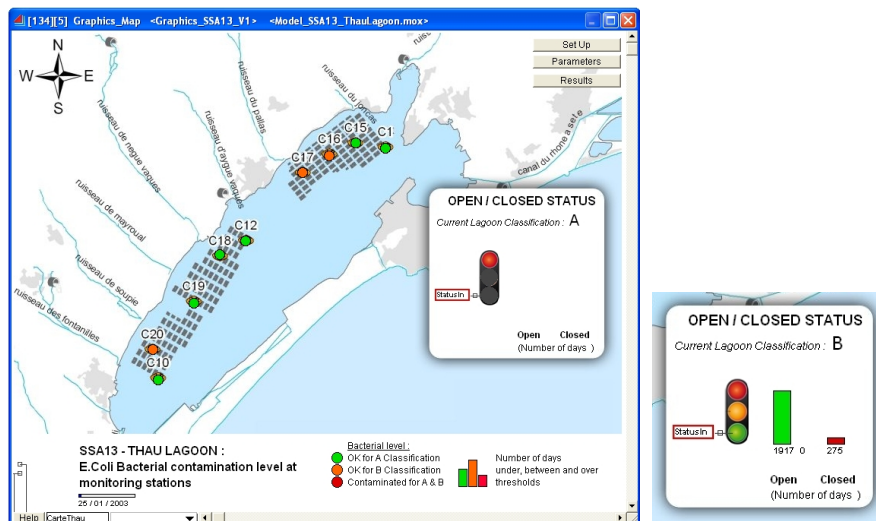 [134][5] Graphics_Map <Graphics_SSA13_V1> <Model_SSA13_ThauLagoon.mox>
N
W E
S
Set Up
Parameters
Results
ruisseau de negue vaques
ruisseau du pallas
ruisseau d'aygue vaques
ruisseau du joncas
canal du rhone a sete
ruisseau de mayroual
ruisseau de soupie
ruisseau des fontanilles
C15
C1
C16
C17
C12
C18
C19
C20
C10
OPEN / CLOSED STATUS
Current Lagoon Classification : A
StatusIn
Open Closed
(Number of days )
SSA13 - THAU LAGOON :
E.Coli Bacterial contamination level at
monitoring stations
25 / 01 / 2003
Bacterial level :
OK for A Classification
OK for B Classification
Contaminated for A & B
Number of days
under, between and over
thresholds
Help CarteThau
OPEN / CLOSED STATUS
Current Lagoon Classification : B
StatusIn
1917 0 275
Open Closed
(Number of days )